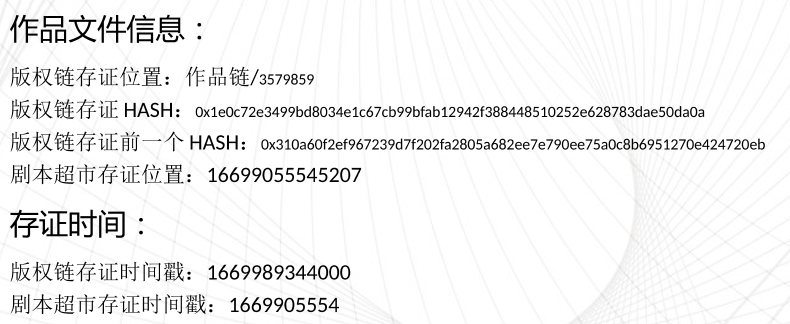 作品文件信息：
版权链存证位置：作品链/3579859
版权链存证 HASH：0x1e0c72e3499bd8034e1c67cb99bfab12942f388448510252e628783dae50da0a
版权链存证前一个 HASH：0x310a60f2ef967239d7f202fa2805a682ee7e790ee75a0c8b6951270e424720eb
剧本超市存证位置：16699055545207
存证时间：
版权链存证时间戳：1669989344000
剧本超市存证时间戳：1669905554